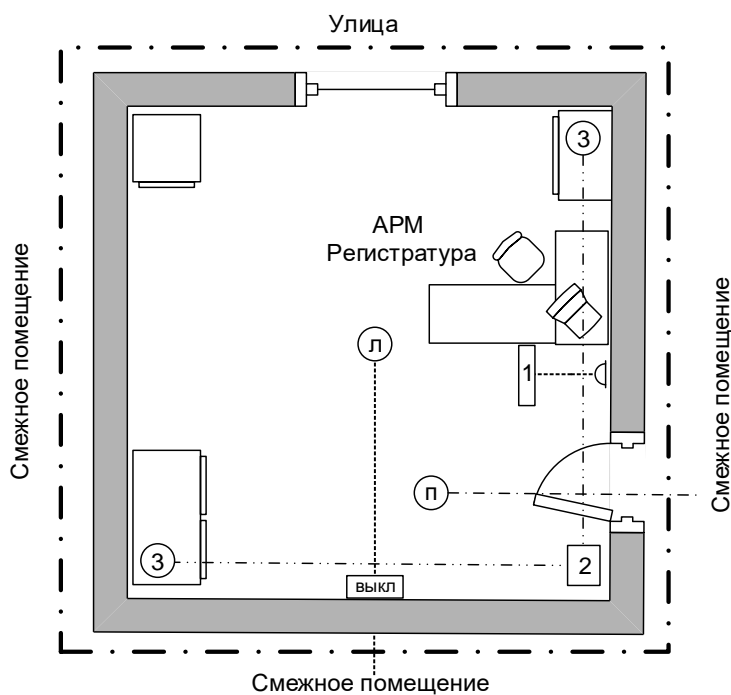 Улица
3
АРМ
Регистратура
Смежное помещение
Смежное помещение
л
1
п
3
2
выкл
Смежное помещение